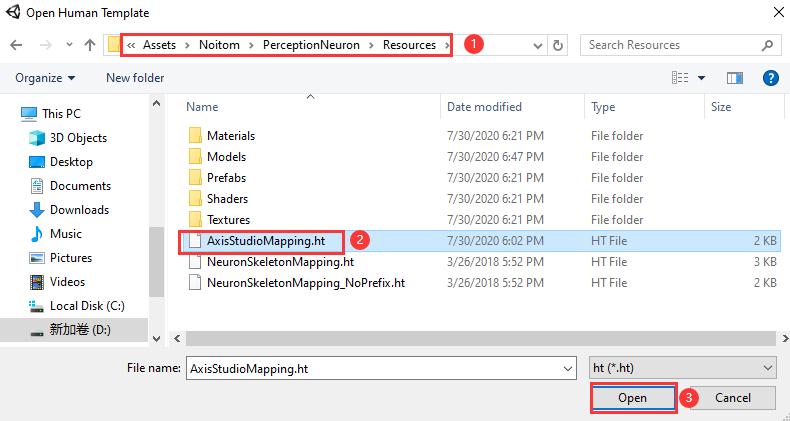 Open Human Template
« Assets > Noitom > PerceptionNeuron > Resources > 1 Search Resources
Organize New folder
Name Date modified Type Size
This PC
3D Objects
Desktop
Documents
Downloads
Music
Pictures
Videos
Local Disk (C:)
新加卷 (D:)
Materials 7/30/2020 6:21 PM File folder
Models 7/30/2020 6:47 PM File folder
Prefabs 7/30/2020 6:21 PM File folder
Shaders 7/30/2020 6:21 PM File folder
Textures 7/30/2020 6:21 PM File folder
AxisStudioMapping.ht 2 7/30/2020 6:02 PM HT File 2 KB
NeuronSkeletonMapping.ht 3/26/2018 5:52 PM HT File 3 KB
NeuronSkeletonMapping_NoPrefix.ht 3/26/2018 5:52 PM HT File 2 KB
File name: AxisStudioMapping.ht ht (*.ht)
Open 3 Cancel